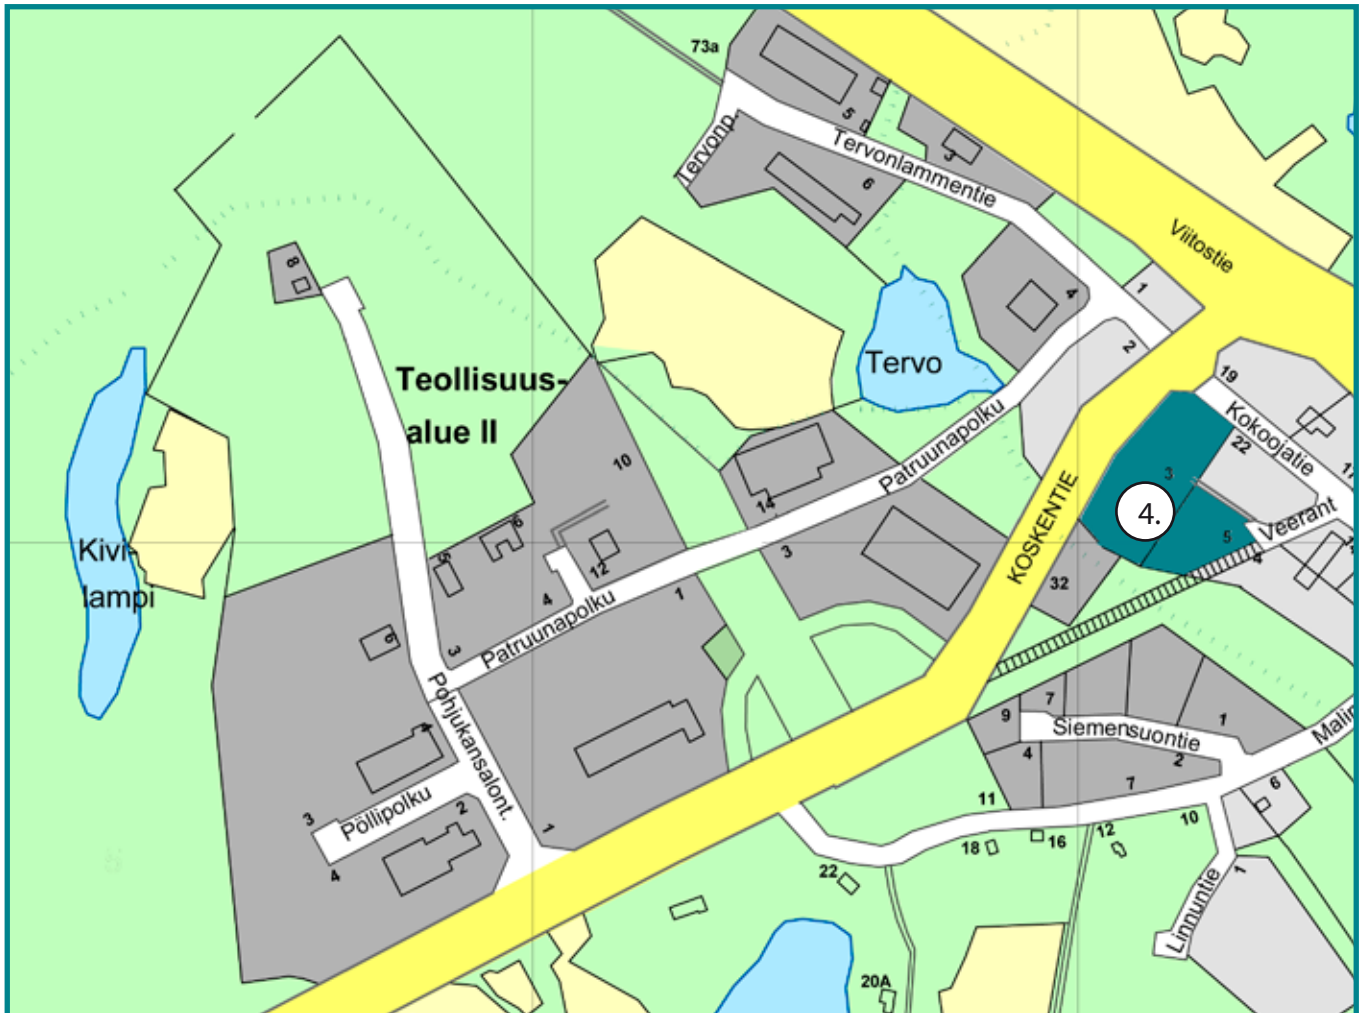 73a
5
Tervonp.
Tervonlammentie
3
6
Viitostie
8
4
1
2
Tervo
19
Kokoojatie
22
17
Teollisuus-
alue II
10
Patruunapolku
14
3
4.
KOSKENTIE
5
Veerant
4
Kivi-
lampi
6
5
12
3
32
4
1
Patruunapolku
6
3
Pohjukansalont.
4
7
9
Siemensuontie
1
Malin
4
2
7
11
6
10
Pöllipolku
3
2
1
4
12
16
18
22
Linnuntie
1
20A